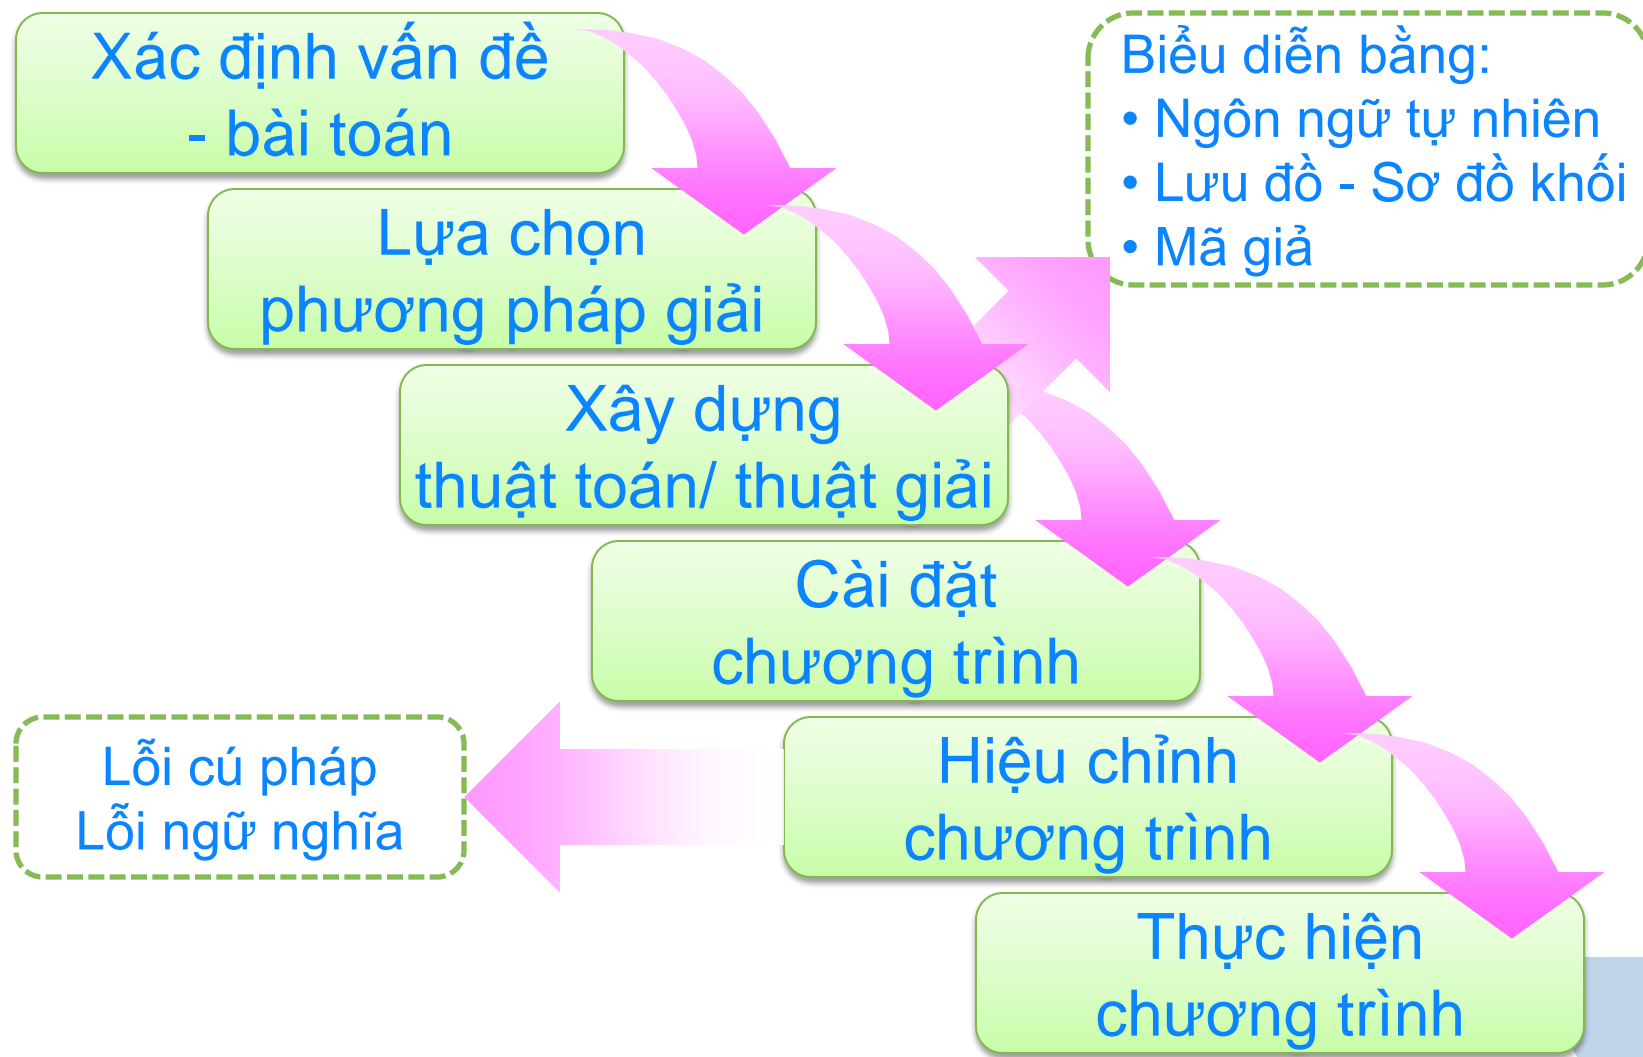 Xác định vấn đề
- bài toán
Biểu diễn bằng:
• Ngôn ngữ tự nhiên
• Lưu đồ - Sơ đồ khối
• Mã giả
Lựa chọn
phương pháp giải
Xây dựng
thuật toán/ thuật giải
Cài đặt
chương trình
Hiệu chỉnh
chương trình
Lỗi cú pháp
Lỗi ngữ nghĩa
Thực hiện
chương trình